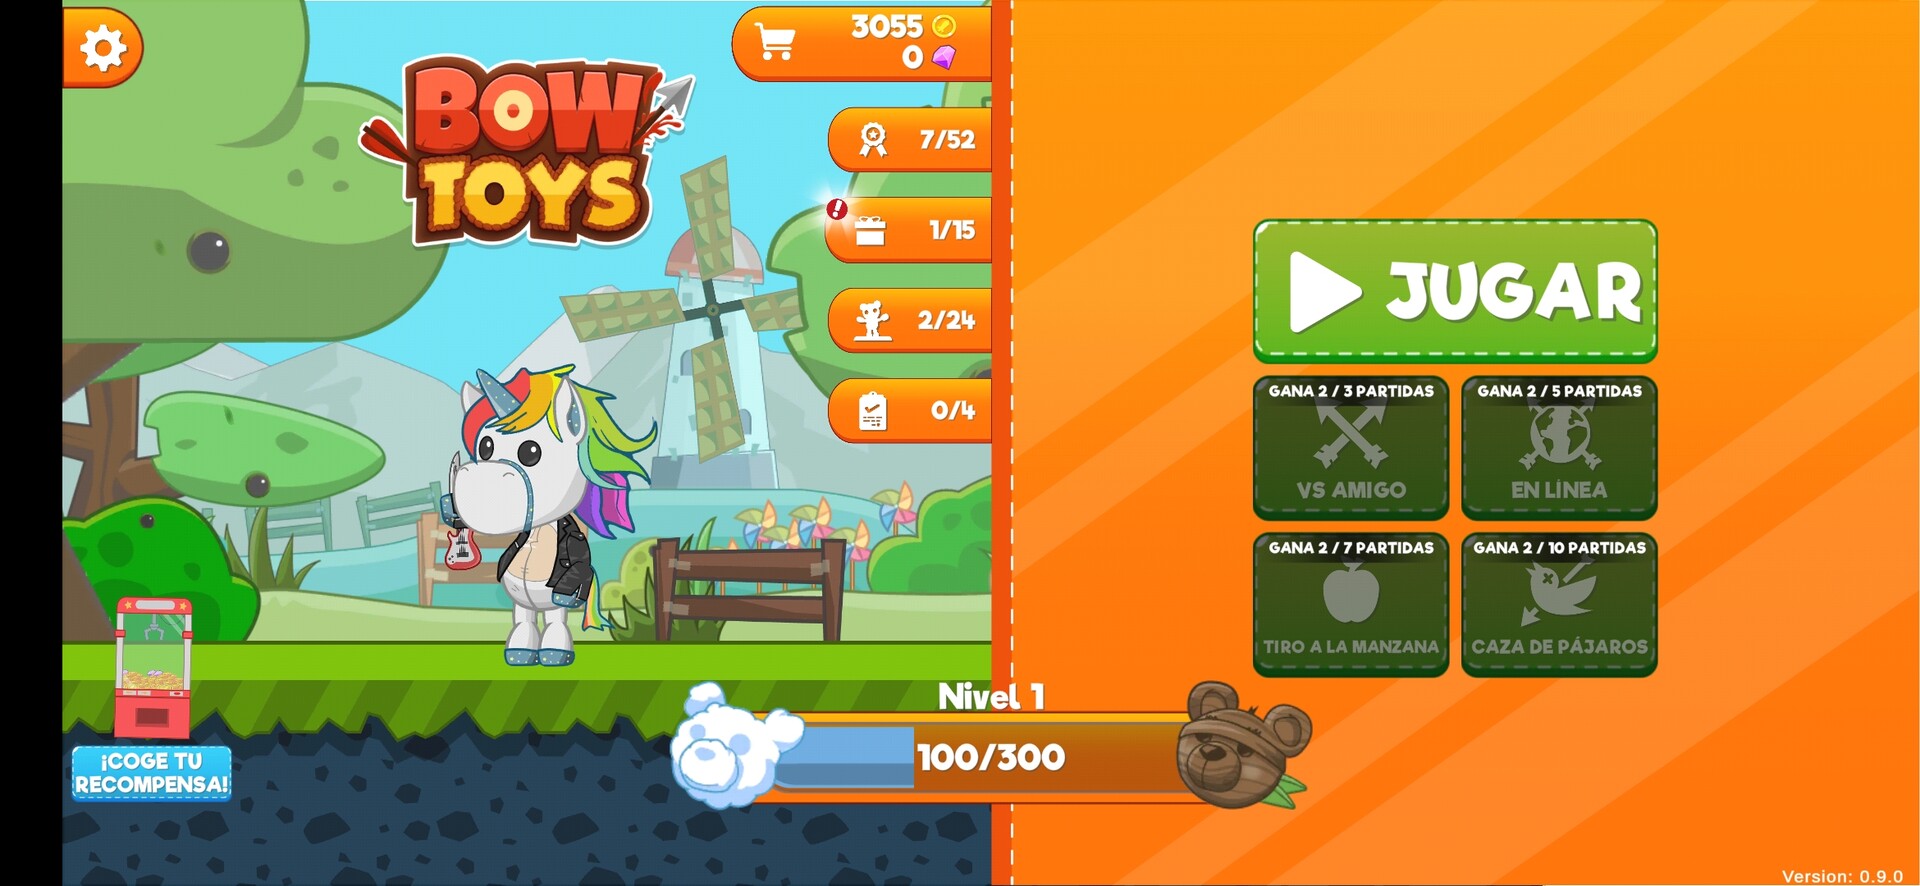 3055
0
BOW
TOYS
7/52
1/15
2/24
0/4
JUGAR
GANA 2 / 3 PARTIDAS
VS AMIGO
GANA 2 / 5 PARTIDAS
EN LÍNEA
GANA 2 / 7 PARTIDAS
TIRO A LA MANZANA
GANA 2 / 10 PARTIDAS
CAZA DE PÁJAROS
Nivel 1
100/300
¡COGE TU
RECOMPENSA!
Version: 0.9.0